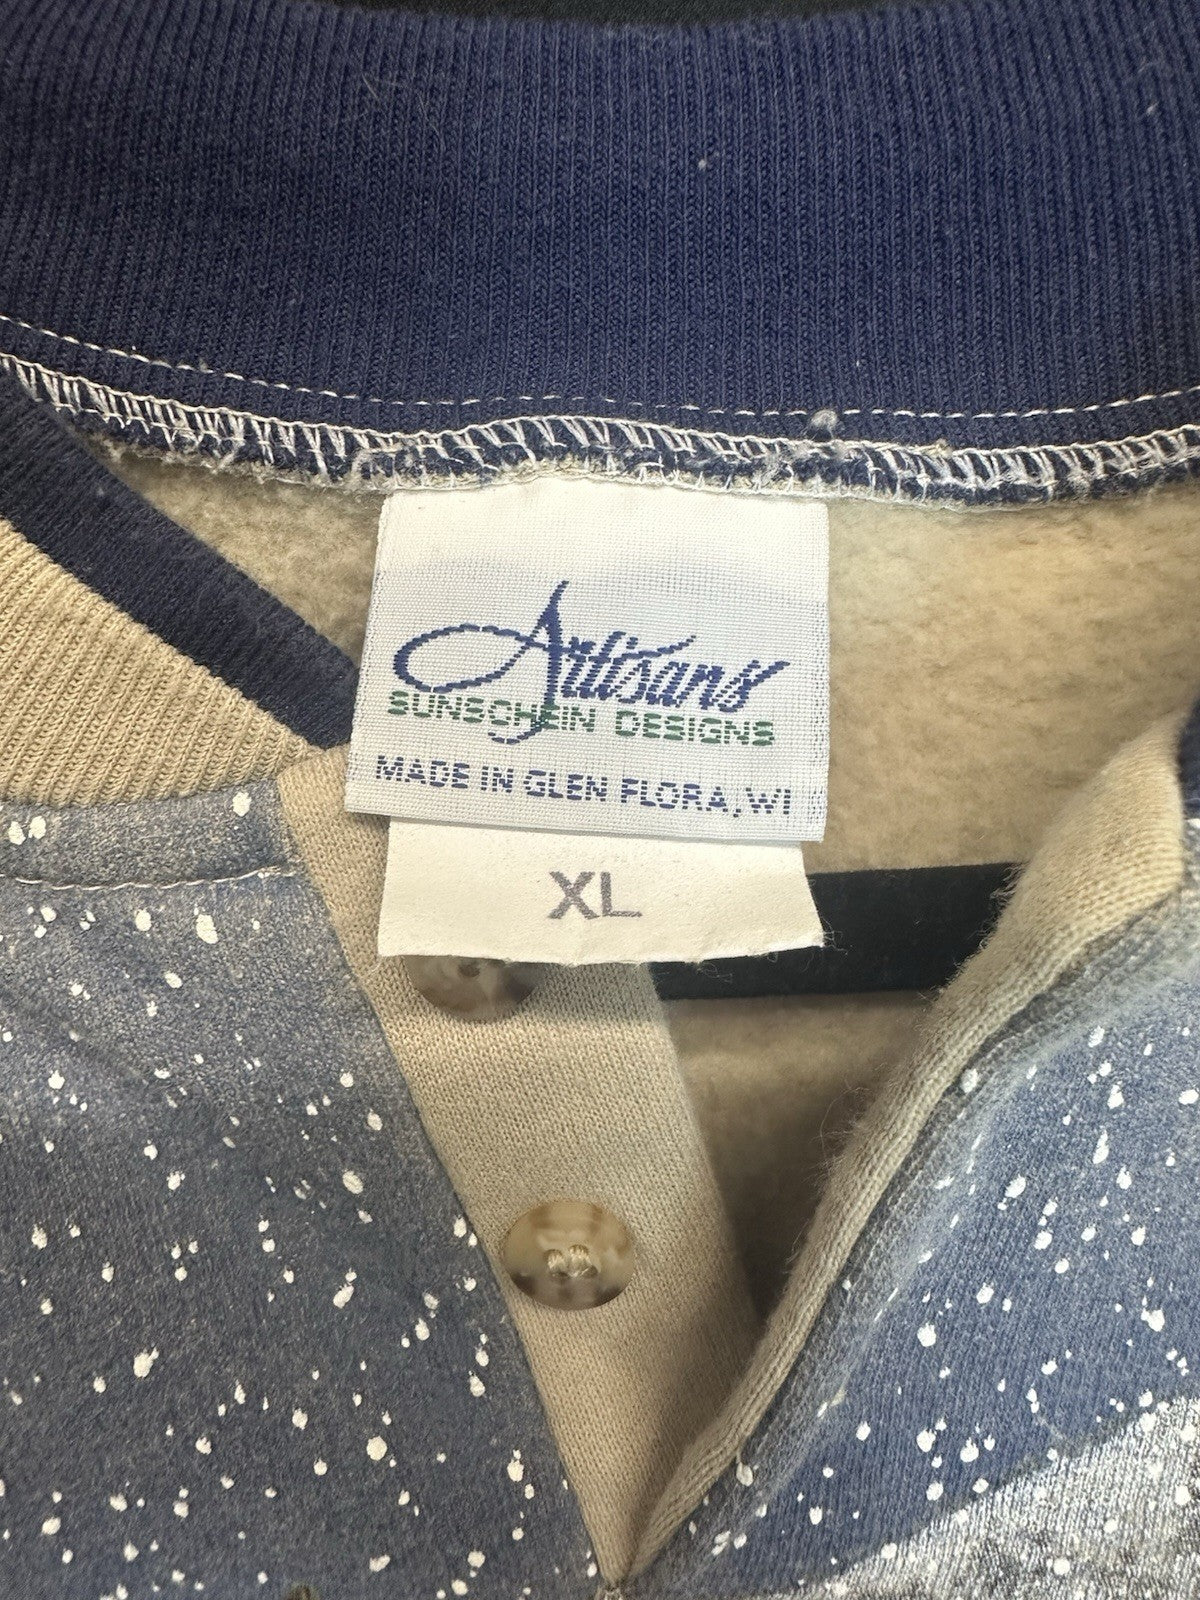 Artisans
SUNSCHEIN DESIGNS
MADE IN GLEN FLORA, WI
XL